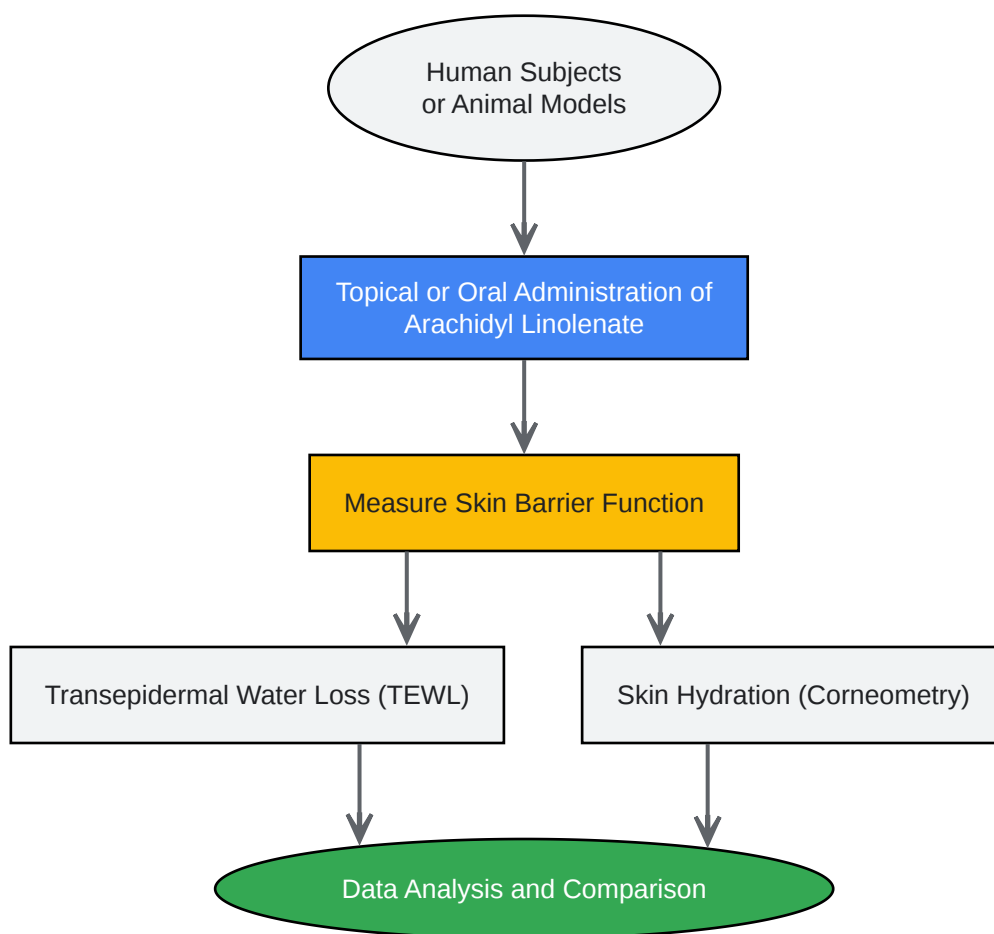 Human Subjects
or Animal Models
Topical or Oral Administration of
Arachidyl Linolenate
Measure Skin Barrier Function
Transepidermal Water Loss (TEWL)
Skin Hydration (Corneometry)
Data Analysis and Comparison